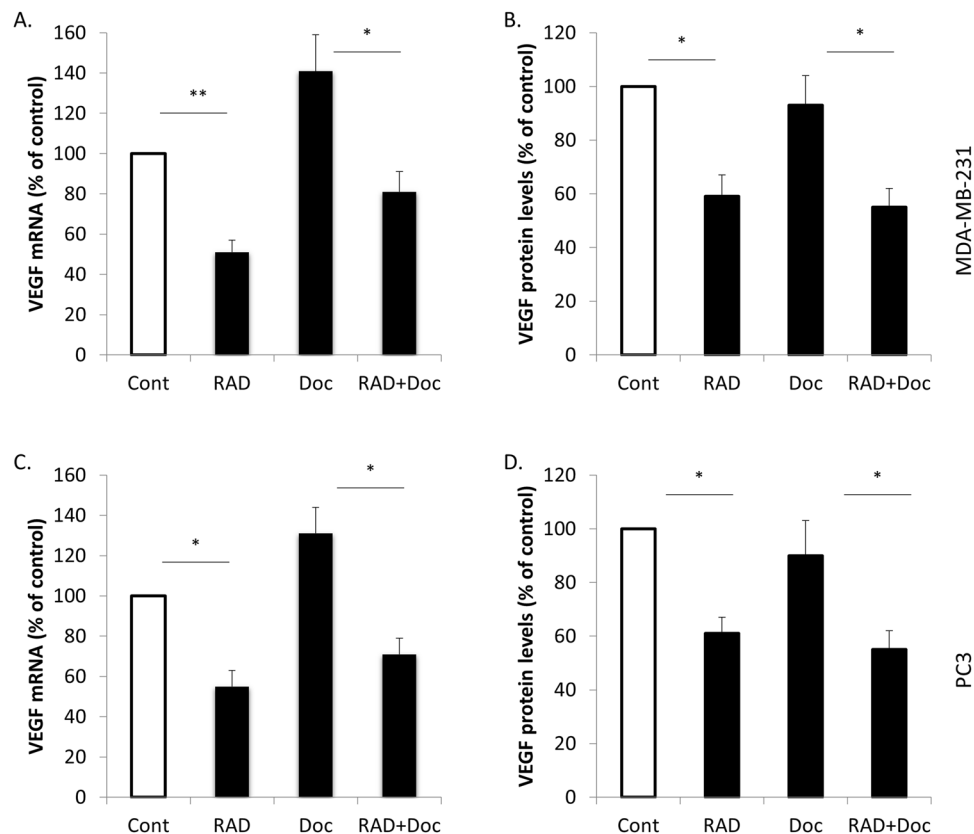 A.
VEGF mRNA (% of control)
160
140
120
100
80
60
40
20
0
**
*
Cont RAD Doc RAD+Doc
B.
VEGF protein levels (% of control)
120
100
80
60
40
20
0
*
*
Cont RAD Doc RAD+Doc
MDA-MB-231
C.
VEGF mRNA (% of control)
160
140
120
100
80
60
40
20
0
*
*
Cont RAD Doc RAD+Doc
D.
VEGF protein levels (% of control)
120
100
80
60
40
20
0
*
*
Cont RAD Doc RAD+Doc
PC3